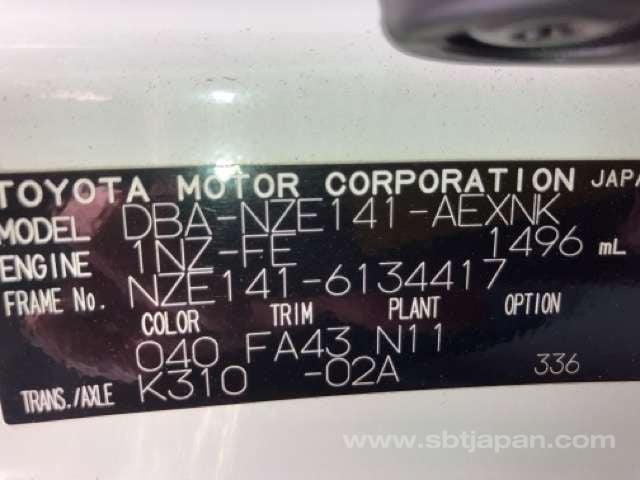 TOYOTA MOTOR CORPORATION JAPA
MODEL DBA-NZE141-AEXNK
ENGINE 1NZ-FE 1496 mL
FRAME No. NZE141-6134417
COLOR TRIM PLANT OPTION
040 FA43 N11
TRANS./AXLE K310 -02A 336
www.sbtjapan.com